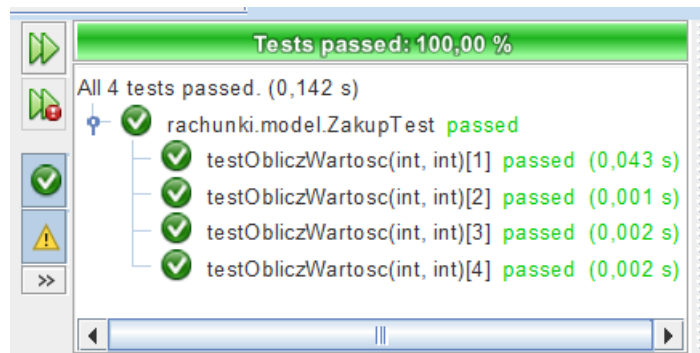 Tests passed: 100,00 %
All 4 tests passed. (0,142 s)
rachunki.model.ZakupTest passed
testObliczWartosc(int, int)[1] passed (0,043 s)
testObliczWartosc(int, int)[2] passed (0,001 s)
testObliczWartosc(int, int)[3] passed (0,002 s)
testObliczWartosc(int, int)[4] passed (0,002 s)